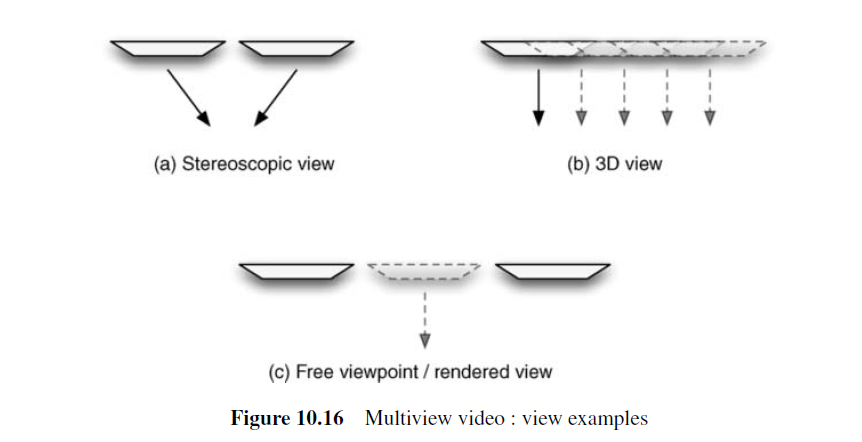 (a) Stereoscopic view
(b) 3D view
(c) Free viewpoint / rendered view
Figure 10.16 Multiview video : view examples